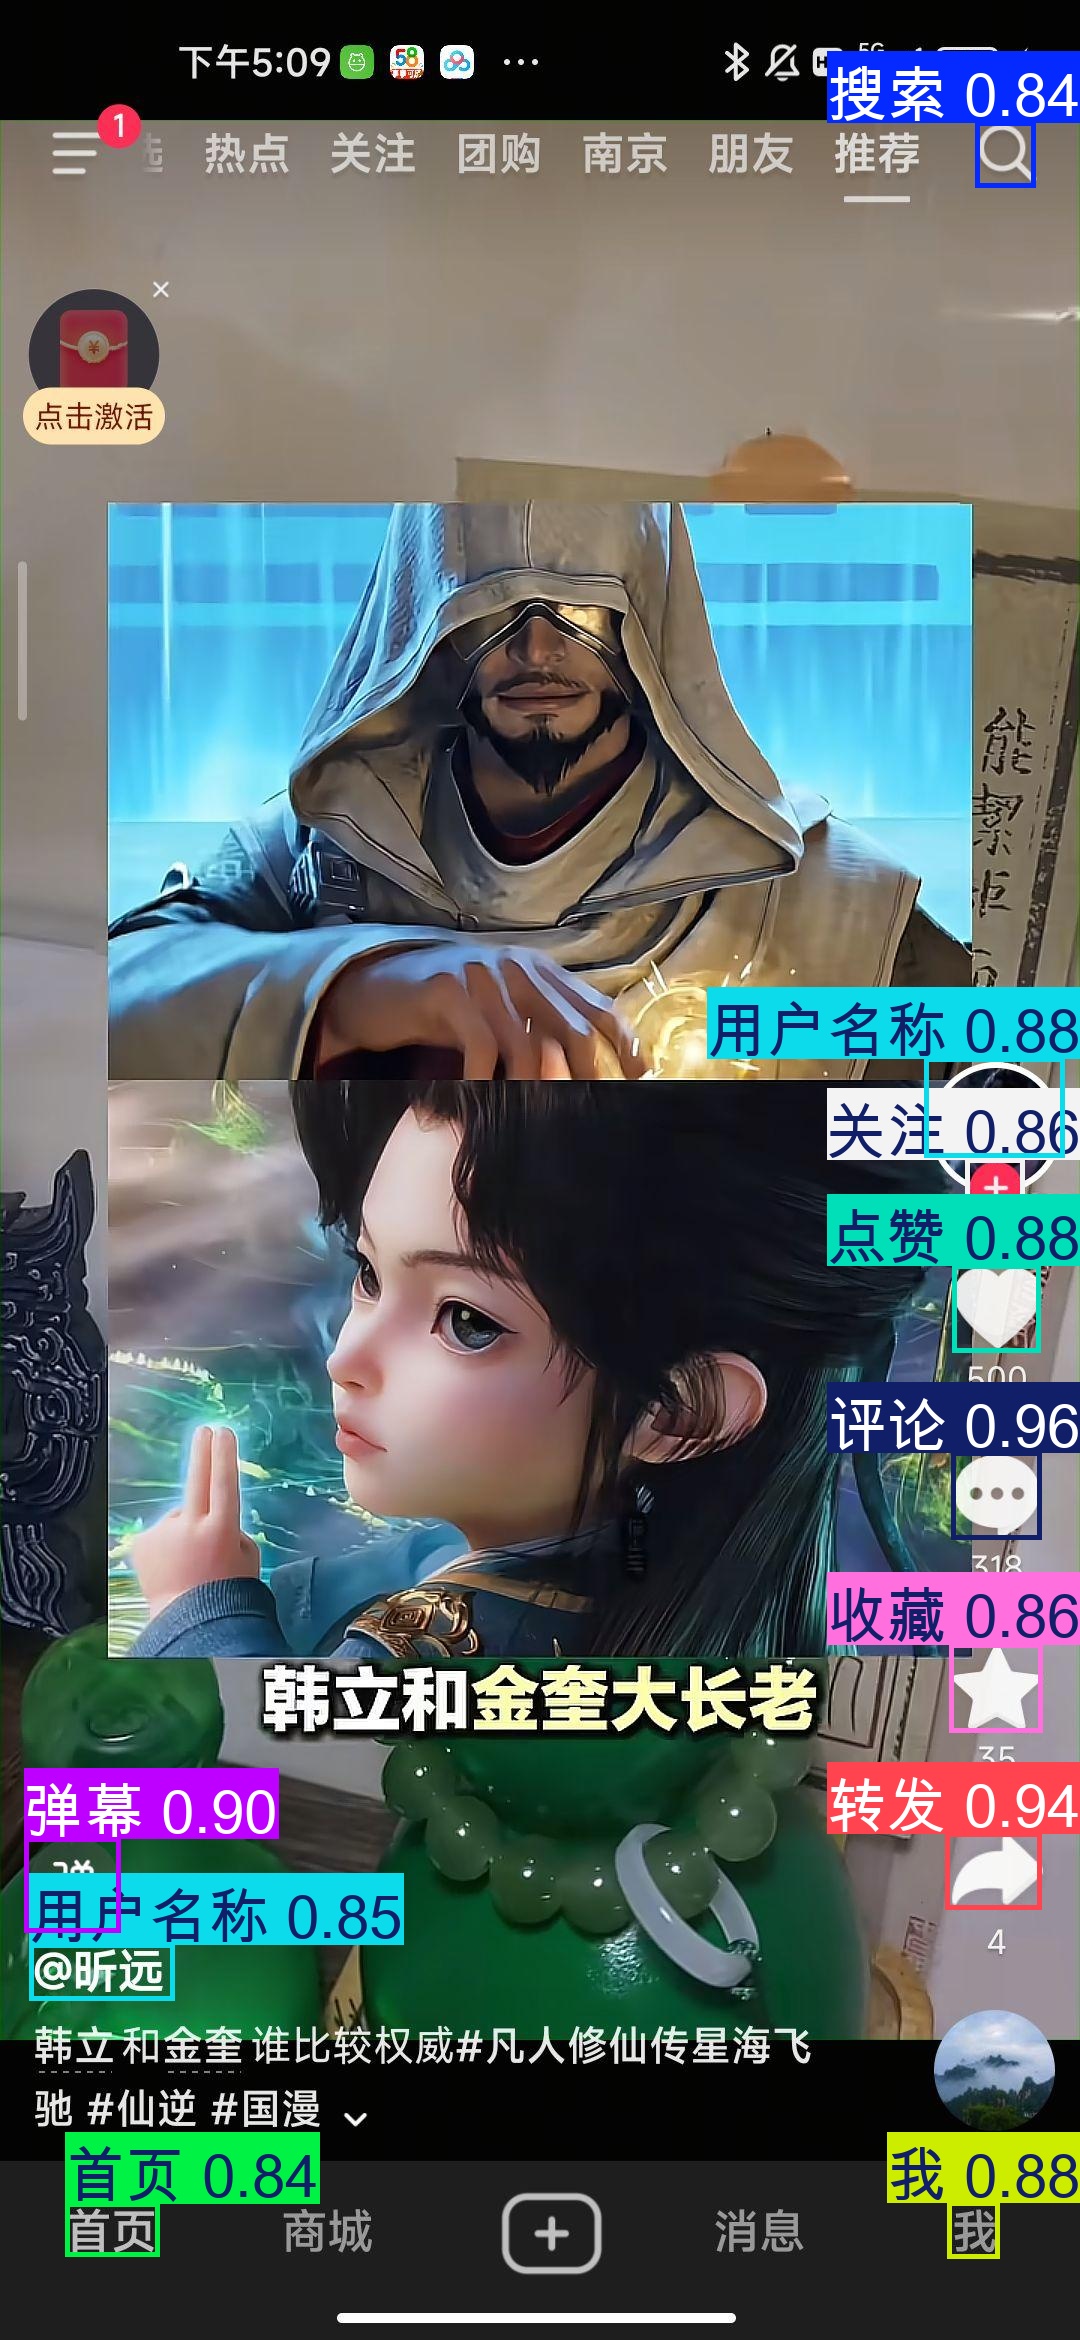 下午5:09
搜索 0.84
1
热点 关注 团购 南京 朋友 推荐
¥
点击激活
能
用户名称 0.88
关注 0.86
点赞 0.88
500
评论 0.96
318
收藏 0.86
韩立和金奎大长老
35
弹幕 0.90
转发 0.94
用户名称 0.85
4
@昕远
韩立和金奎谁比较权威#凡人修仙传星海飞
驰 #仙逆 #国漫
首页 0.84
我 0.88
首页 商城 消息 我